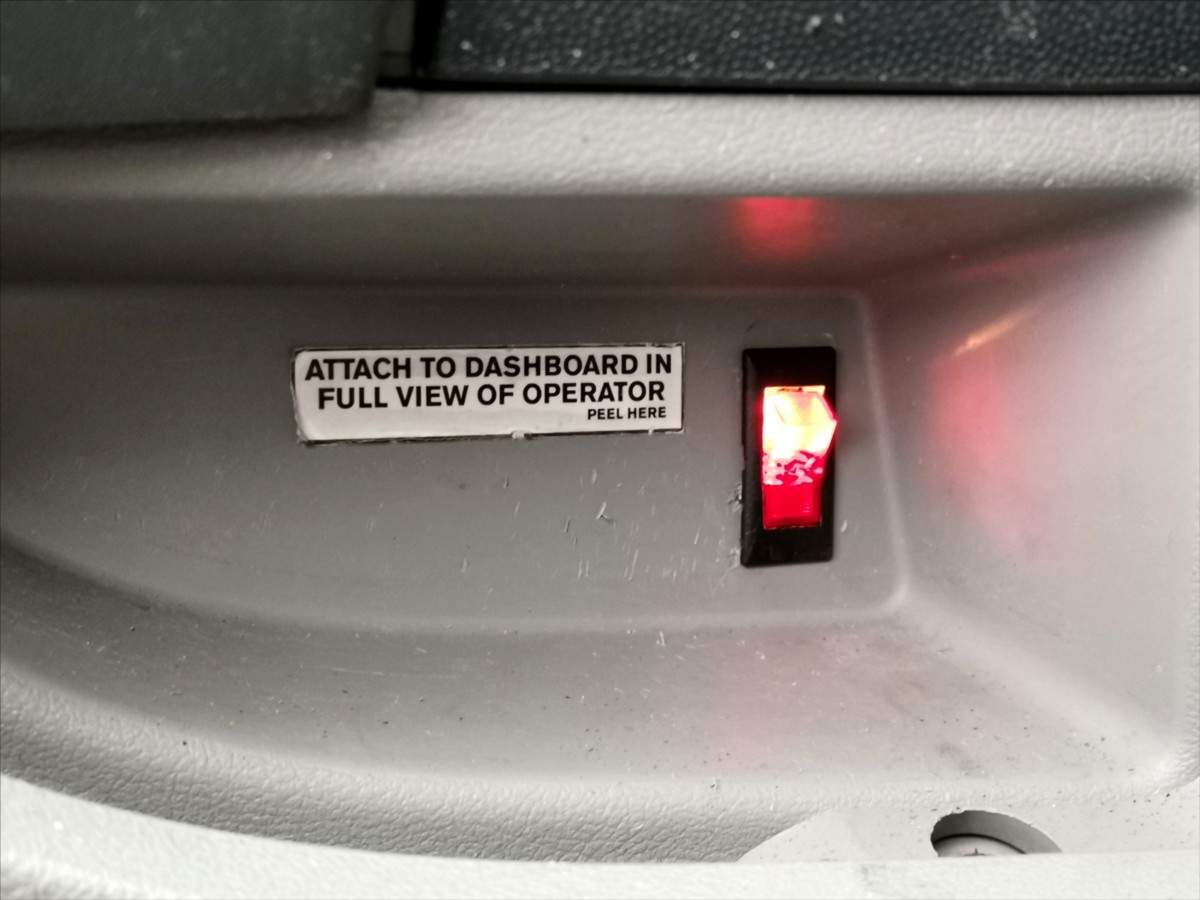 ATTACH TO DASHBOARD IN
FULL VIEW OF OPERATOR
PEEL HERE